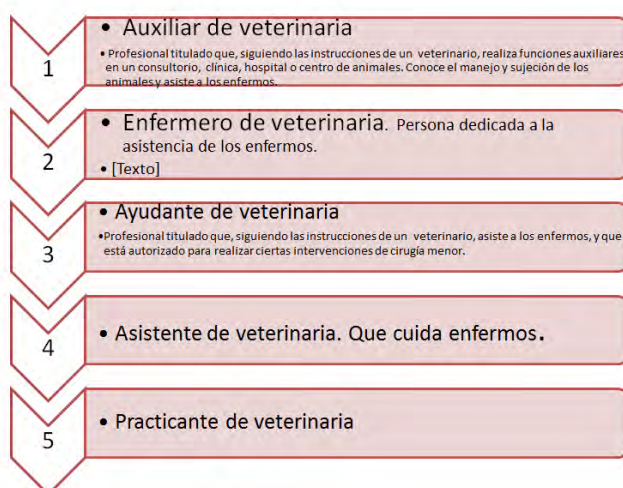 1
• Auxiliar de veterinaria
• Profesional titulado que, siguiendo las instrucciones de un veterinario, realiza funciones auxiliares
en un consultorio, clínica, hospital o centro de animales. Conoce el manejo y sujeción de los
animales y asiste a los enfermos.
2
• Enfermero de veterinaria. Persona dedicada a la
asistencia de los enfermos.
• [Texto]
3
• Ayudante de veterinaria
•Profesional titulado que, siguiendo las instrucciones de un veterinario, asiste a los enfermos, y que
está autorizado para realizar ciertas intervenciones de cirugía menor.
4
• Asistente de veterinaria. Que cuida enfermos.
5
• Practicante de veterinaria